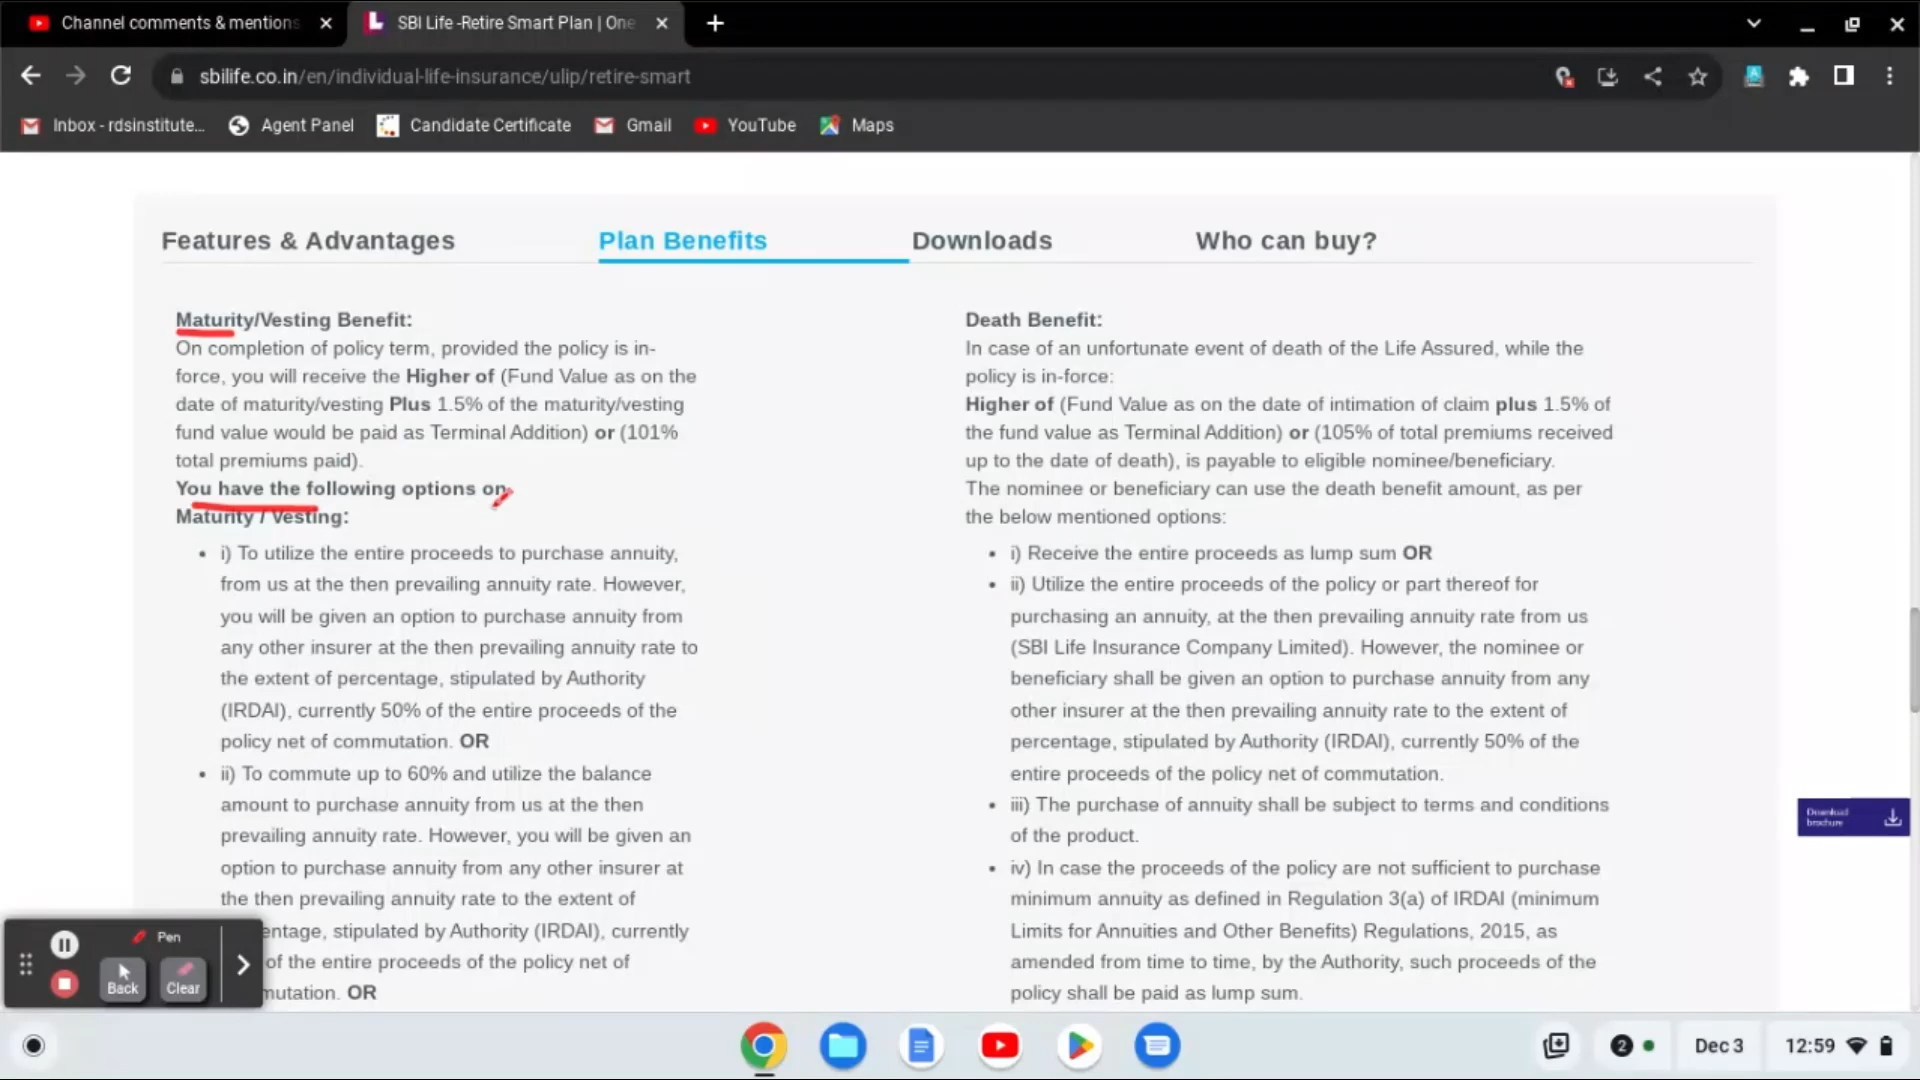 Channel comments & mentions
SBI Life -Retire Smart Plan | One
sbilife.co.in/en/individual-life-insurance/ulip/retire-smart
Inbox - rdsinstitute...
Agent Panel
Candidate Certificate
Gmail
YouTube
Maps
Features & Advantages
Plan Benefits
Downloads
Who can buy?
Maturity/Vesting Benefit:
On completion of policy term, provided the policy is in-
force, you will receive the Higher of (Fund Value as on the
date of maturity/vesting Plus 1.5% of the maturity/vesting
fund value would be paid as Terminal Addition) or (101%
total premiums paid).
You have the following options on
Maturity / Vesting:
• i) To utilize the entire proceeds to purchase annuity,
from us at the then prevailing annuity rate. However,
you will be given an option to purchase annuity from
any other insurer at the then prevailing annuity rate to
the extent of percentage, stipulated by Authority
(IRDAI), currently 50% of the entire proceeds of the
policy net of commutation. OR
• ii) To commute up to 60% and utilize the balance
amount to purchase annuity from us at the then
prevailing annuity rate. However, you will be given an
option to purchase annuity from any other insurer at
the then prevailing annuity rate to the extent of
entage, stipulated by Authority (IRDAI), currently
of the entire proceeds of the policy net of
mutation. OR
Death Benefit:
In case of an unfortunate event of death of the Life Assured, while the
policy is in-force:
Higher of (Fund Value as on the date of intimation of claim plus 1.5% of
the fund value as Terminal Addition) or (105% of total premiums received
up to the date of death), is payable to eligible nominee/beneficiary.
The nominee or beneficiary can use the death benefit amount, as per
the below mentioned options:
• i) Receive the entire proceeds as lump sum OR
• ii) Utilize the entire proceeds of the policy or part thereof for
purchasing an annuity, at the then prevailing annuity rate from us
(SBI Life Insurance Company Limited). However, the nominee or
beneficiary shall be given an option to purchase annuity from any
other insurer at the then prevailing annuity rate to the extent of
percentage, stipulated by Authority (IRDAI), currently 50% of the
entire proceeds of the policy net of commutation.
• iii) The purchase of annuity shall be subject to terms and conditions
of the product.
• iv) In case the proceeds of the policy are not sufficient to purchase
minimum annuity as defined in Regulation 3(a) of IRDAI (minimum
Limits for Annuities and Other Benefits) Regulations, 2015, as
amended from time to time, by the Authority, such proceeds of the
policy shall be paid as lump sum.
Download
brochure
Pen
Back
Clear
2
Dec 3
12:59